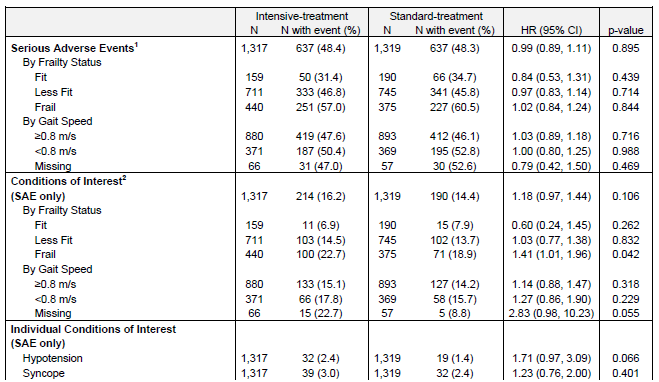 Intensive-treatment Standard-treatment
N N with event (%) N N with event (%) HR (95% CI) p-value
Serious Adverse Events1 1,317 637 (48.4) 1,319 637 (48.3) 0.99 (0.89, 1.11) 0.895
By Frailty Status
Fit 159 50 (31.4) 190 66 (34.7) 0.84 (0.53, 1.31) 0.439
Less Fit 711 333 (46.8) 745 341 (45.8) 0.97 (0.83, 1.14) 0.714
Frail 440 251 (57.0) 375 227 (60.5) 1.02 (0.84, 1.24) 0.844
By Gait Speed
≥0.8 m/s 880 419 (47.6) 893 412 (46.1) 1.03 (0.89, 1.18) 0.716
<0.8 m/s 371 187 (50.4) 369 195 (52.8) 1.00 (0.80, 1.25) 0.988
Missing 66 31 (47.0) 57 30 (52.6) 0.79 (0.42, 1.50) 0.469
Conditions of Interest2
(SAE only) 1,317 214 (16.2) 1,319 190 (14.4) 1.18 (0.97, 1.44) 0.106
By Frailty Status
Fit 159 11 (6.9) 190 15 (7.9) 0.60 (0.24, 1.45) 0.262
Less Fit 711 103 (14.5) 745 102 (13.7) 1.03 (0.77, 1.38) 0.832
Frail 440 100 (22.7) 375 71 (18.9) 1.41 (1.01, 1.96) 0.042
By Gait Speed
≥0.8 m/s 880 133 (15.1) 893 127 (14.2) 1.14 (0.88, 1.47) 0.318
<0.8 m/s 371 66 (17.8) 369 58 (15.7) 1.27 (0.86, 1.90) 0.229
Missing 66 15 (22.7) 57 5 (8.8) 2.83 (0.98, 10.23) 0.055
Individual Conditions of Interest
(SAE only)
Hypotension 1,317 32 (2.4) 1,319 19 (1.4) 1.71 (0.97, 3.09) 0.066
Syncope 1,317 39 (3.0) 1,319 32 (2.4) 1.23 (0.76, 2.00) 0.401